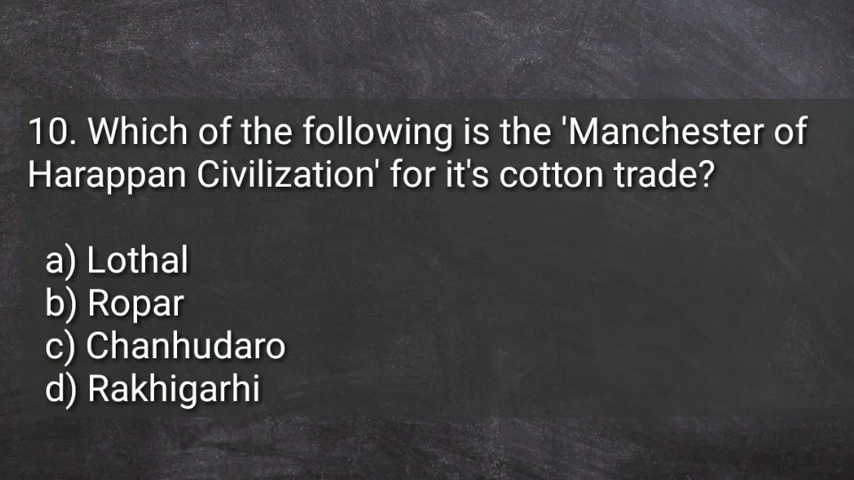 10. Which of the following is the 'Manchester of
Harappan Civilization' for it's cotton trade?
a) Lothal
b) Ropar
c) Chanhudaro
d) Rakhigarhi